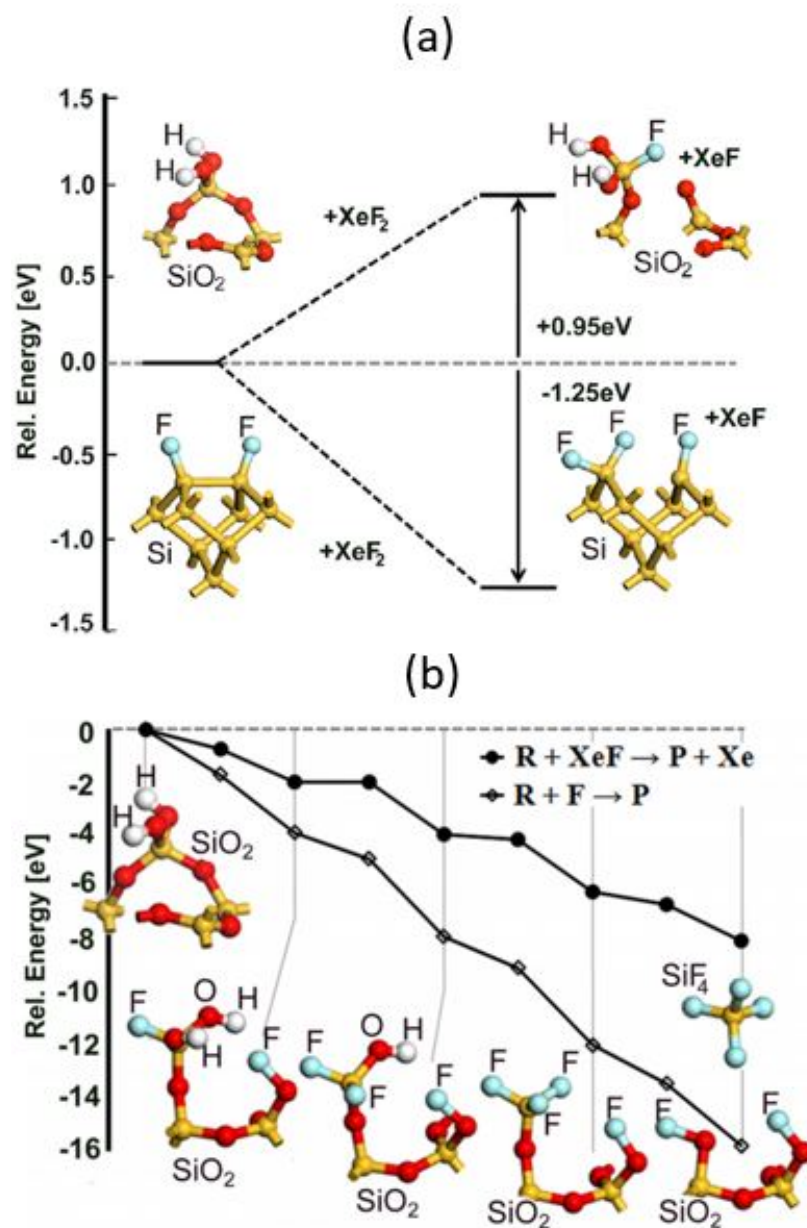 (a)
Rel. Energy [eV]
1.5
1.0
0.5
0.0
-0.5
-1.0
-1.5
H
H
SiO2
+XeF2
H
H
F
+XeF
SiO2
+0.95eV
-1.25eV
F
F
Si
+XeF2
F
F
F
+XeF
Si
(b)
Rel. Energy [eV]
0
-2
-4
-6
-8
-10
-12
-14
-16
R + XeF → P + Xe
R + F → P
H
H
SiO2
F
O
H
H
F
SiO2
F
O
H
F
F
SiO2
F
F
F
F
SiO2
SiF4
F
F
SiO2